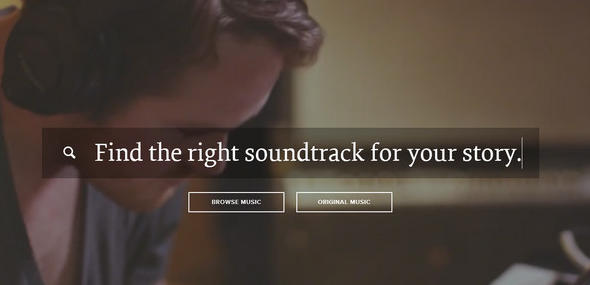 Find the right soundtrack for your story.
BROWSE MUSIC
ORIGINAL MUSIC